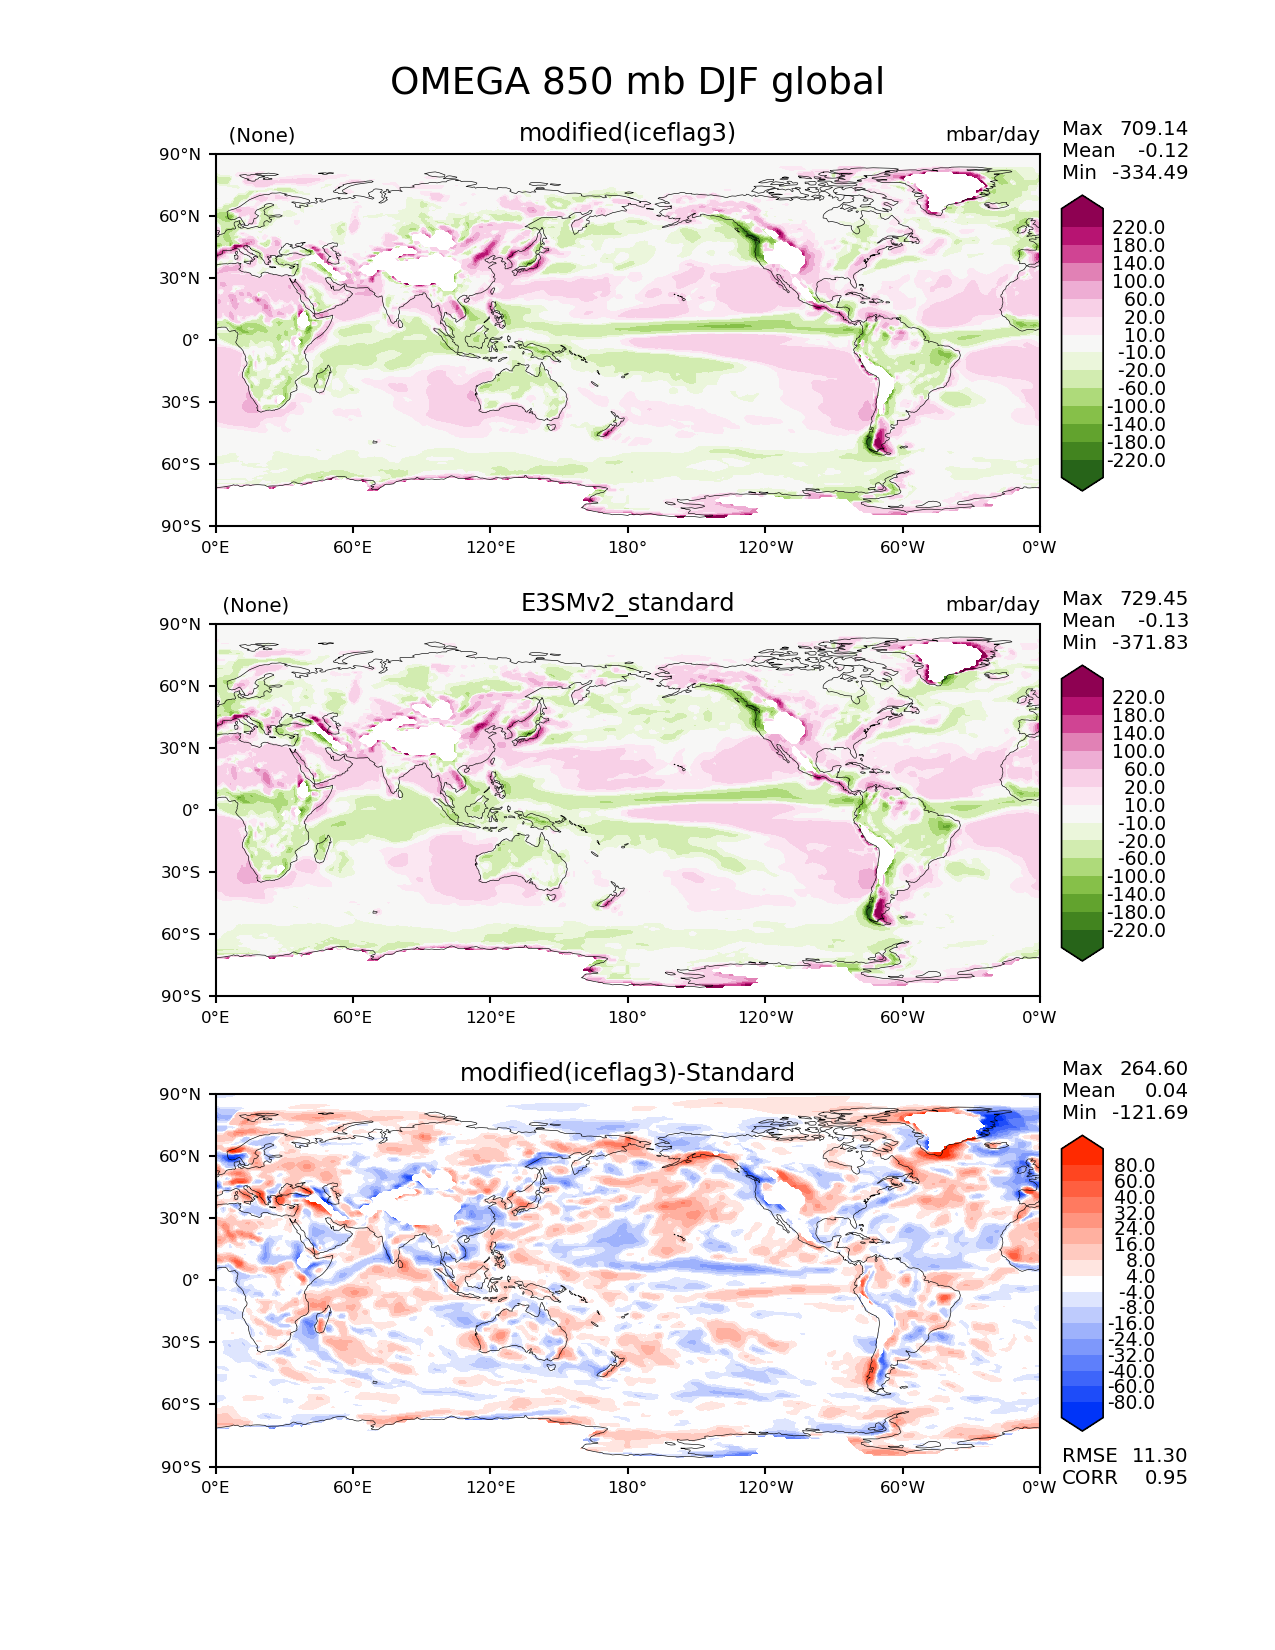 OMEGA 850 mb DJF global
(None) modified(iceflag3) mbar/day
Max 709.14
Mean -0.12
Min -334.49
90°N
60°N
30°N
0°
30°S
60°S
90°S
0°E 60°E 120°E 180° 120°W 60°W 0°W
220.0
180.0
140.0
100.0
60.0
20.0
10.0
-10.0
-20.0
-60.0
-100.0
-140.0
-180.0
-220.0
(None) E3SMv2_standard mbar/day
Max 729.45
Mean -0.13
Min -371.83
90°N
60°N
30°N
0°
30°S
60°S
90°S
0°E 60°E 120°E 180° 120°W 60°W 0°W
220.0
180.0
140.0
100.0
60.0
20.0
10.0
-10.0
-20.0
-60.0
-100.0
-140.0
-180.0
-220.0
modified(iceflag3)-Standard
Max 264.60
Mean 0.04
Min -121.69
90°N
60°N
30°N
0°
30°S
60°S
90°S
0°E 60°E 120°E 180° 120°W 60°W 0°W
80.0
60.0
40.0
32.0
24.0
16.0
8.0
4.0
-4.0
-8.0
-16.0
-24.0
-32.0
-40.0
-60.0
-80.0
RMSE 11.30
CORR 0.95